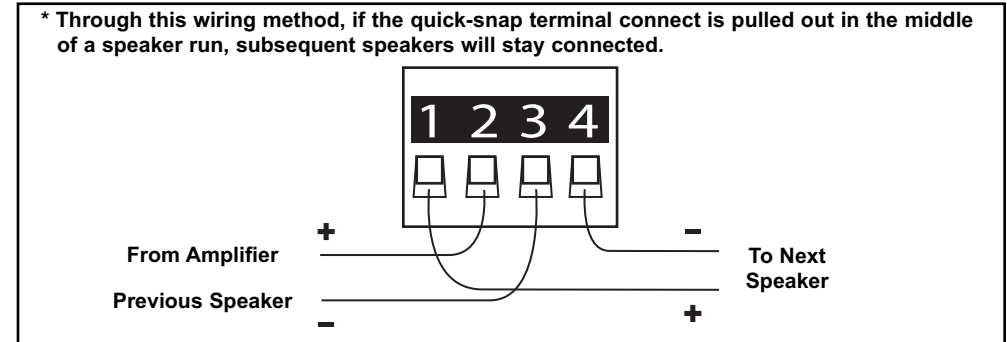 * Through this wiring method, if the quick-snap terminal connect is pulled out in the middle
of a speaker run, subsequent speakers will stay connected.
1 2 3 4
+
-
From Amplifier
To Next
Speaker
Previous Speaker
-
+